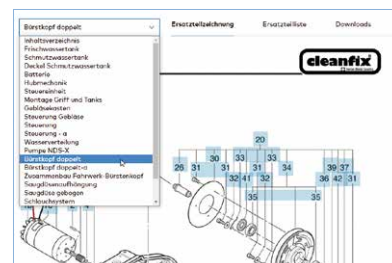 Bürstkopf doppelt
Ersatzteilzeichnung
Ersatzteilliste
Downloads
Inhaltsverzeichnis
Frischwassertank
Schmutzwassertank
Deckel Schmutzwassertank
Batterie
Hubmechanik
Steuereinheit
Montage Griff und Tanks
Gebläsekasten
Steuerung Gebläse
Steuerung
Steuerung - a
Wasserverteilung
Pumpe NDS-X
Bürstkopf doppelt
Bürstkopf doppelt-a
Zusammenbau Fahrwerk-Bürstenkopf
Saugdüsenaufhängung
Saugdüse gebogen
Schlauchsystem
cleanfix
20
33 33
30
26 31 31 31 34 39 37
32 41 32 36 42 31
35 35